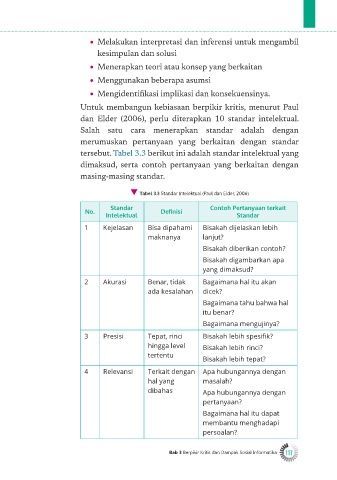 • Melakukan interpretasi dan inferensi untuk mengambil
kesimpulan dan solusi
• Menerapkan teori atau konsep yang berkaitan
• Menggunakan beberapa asumsi
• Mengidentifikasi implikasi dan konsekuensinya.
Untuk membangun kebiasaan berpikir kritis, menurut Paul
dan Elder (2006), perlu diterapkan 10 standar intelektual.
Salah satu cara menerapkan standar adalah dengan
merumuskan pertanyaan yang berkaitan dengan standar
tersebut. Tabel 3.3 berikut ini adalah standar intelektual yang
dimaksud, serta contoh pertanyaan yang berkaitan dengan
masing-masing standar.
Tabel 3.3 Standar Intelektual (Paul dan Elder, 2006)
No.
Standar
Intelektual
Definisi
Contoh Pertanyaan terkait
Standar
1 Kejelasan
Bisa dipahami
maknanya
Bisakah dijelaskan lebih
lanjut?
Bisakah diberikan contoh?
Bisakah digambarkan apa
yang dimaksud?
2 Akurasi
Benar, tidak
ada kesalahan
Bagaimana hal itu akan
dicek?
Bagaimana tahu bahwa hal
itu benar?
Bagaimana mengujinya?
3 Presisi
Tepat, rinci
hingga level
tertentu
Bisakah lebih spesifik?
Bisakah lebih rinci?
Bisakah lebih tepat?
4 Relevansi
Terkait dengan
hal yang
dibahas
Apa hubungannya dengan
masalah?
Apa hubungannya dengan
pertanyaan?
Bagaimana hal itu dapat
membantu menghadapi
persoalan?
Bab 3 Berpikir Kritis dan Dampak Sosial Informatika